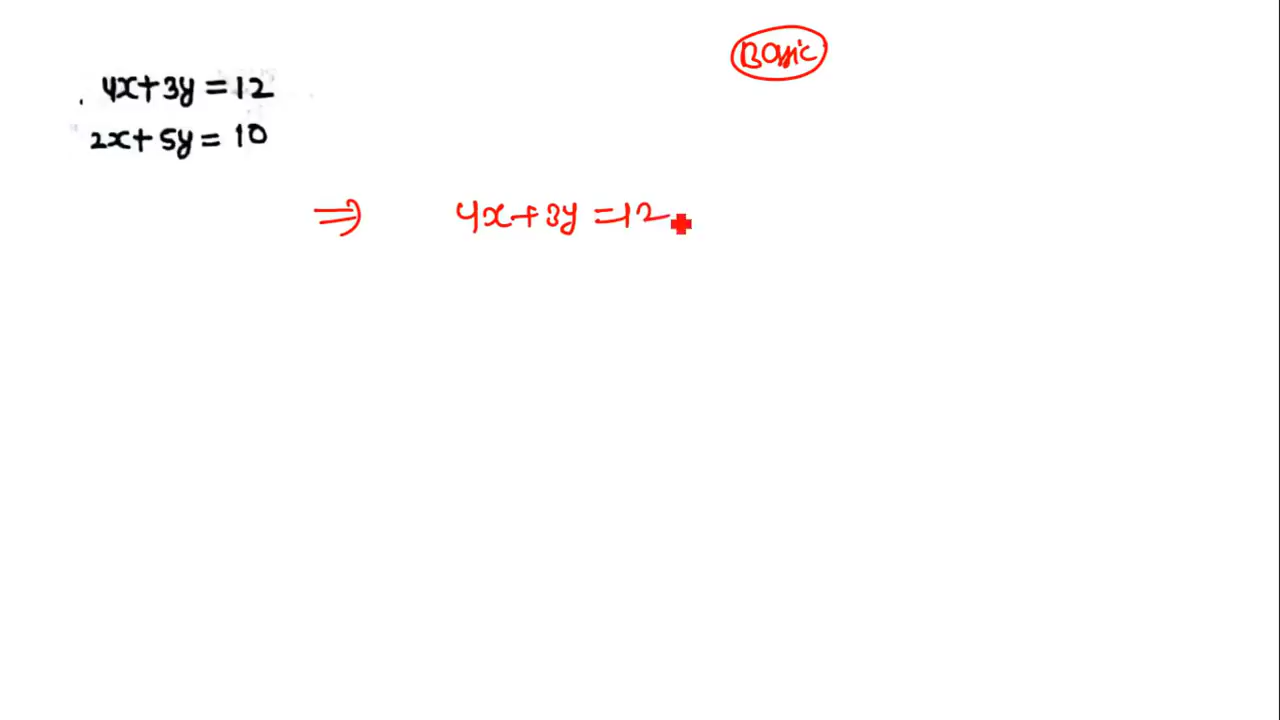 Basic
4x+3y=12
2x+5y=10
⇒ 4x+3y=12